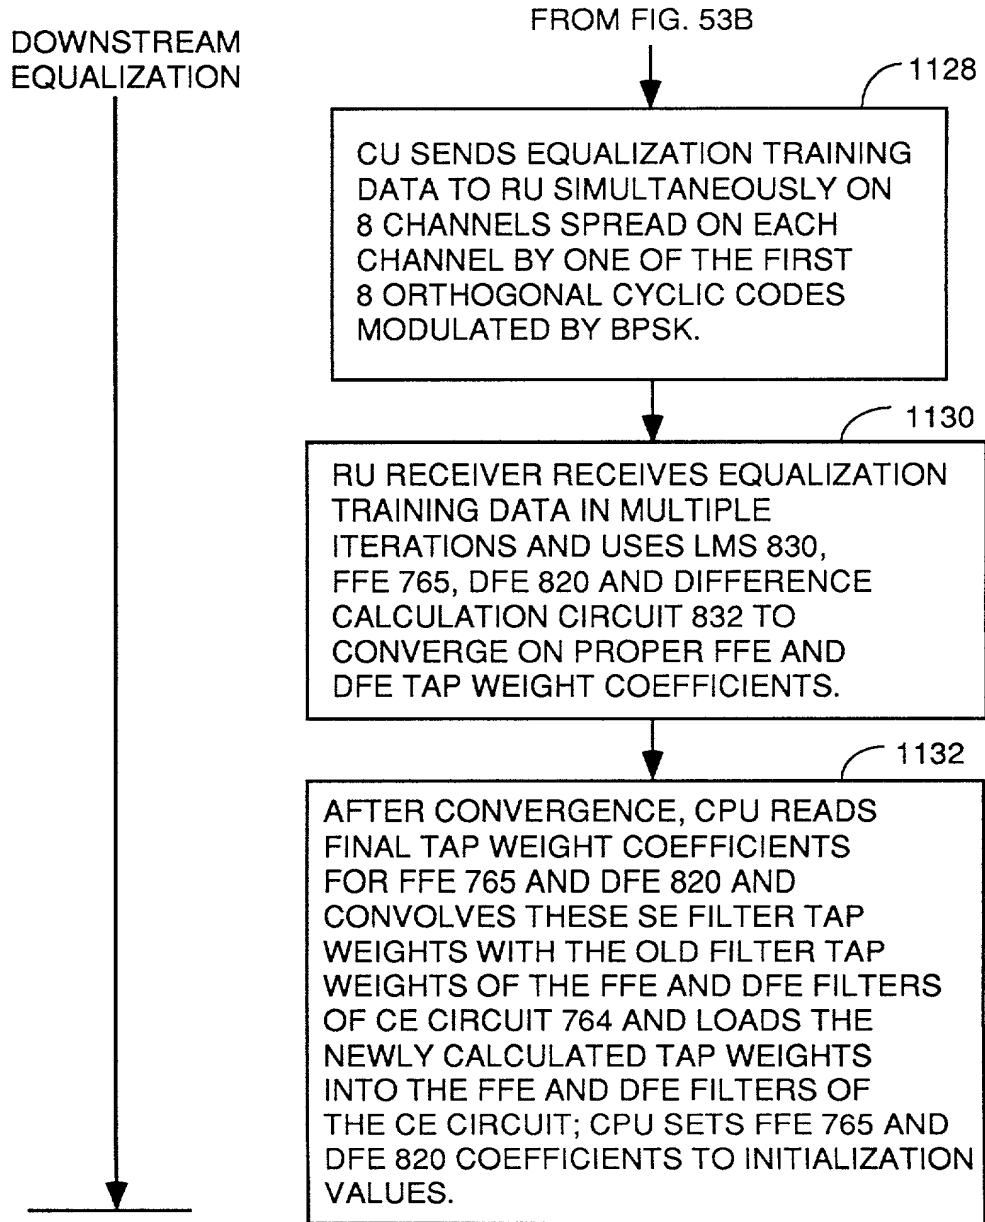 FROM FIG. 53B
DOWNSTREAM
EQUALIZATION
1128
CU SENDS EQUALIZATION TRAINING
DATA TO RU SIMULTANEOUSLY ON
8 CHANNELS SPREAD ON EACH
CHANNEL BY ONE OF THE FIRST
8 ORTHOGONAL CYCLIC CODES
MODULATED BY BPSK.
1130
RU RECEIVER RECEIVES EQUALIZATION
TRAINING DATA IN MULTIPLE
ITERATIONS AND USES LMS 830,
FFE 765, DFE 820 AND DIFFERENCE
CALCULATION CIRCUIT 832 TO
CONVERGE ON PROPER FFE AND
DFE TAP WEIGHT COEFFICIENTS.
1132
AFTER CONVERGENCE, CPU READS
FINAL TAP WEIGHT COEFFICIENTS
FOR FFE 765 AND DFE 820 AND
CONVOLVES THESE SE FILTER TAP
WEIGHTS WITH THE OLD FILTER TAP
WEIGHTS OF THE FFE AND DFE FILTERS
OF CE CIRCUIT 764 AND LOADS THE
NEWLY CALCULATED TAP WEIGHTS
INTO THE FFE AND DFE FILTERS OF
THE CE CIRCUIT; CPU SETS FFE 765 AND
DFE 820 COEFFICIENTS TO INITIALIZATION
VALUES.